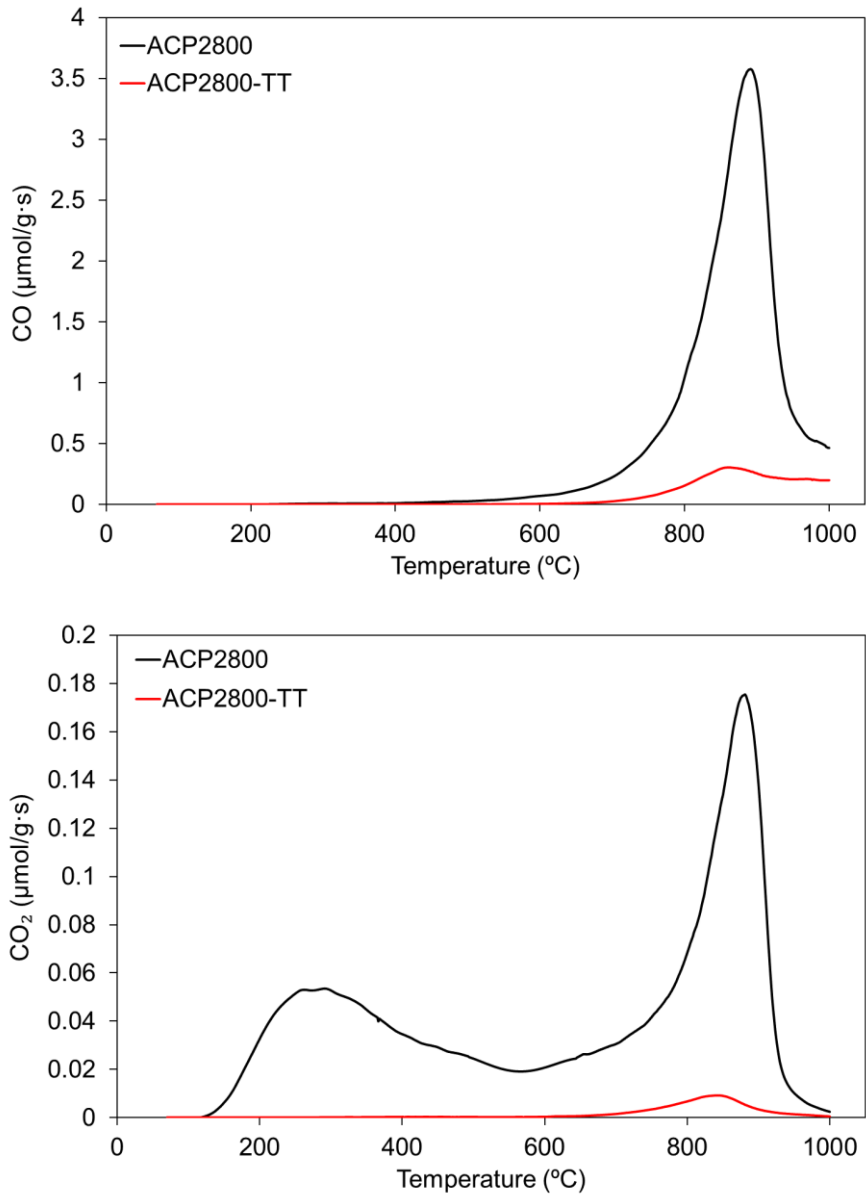 4
3.5
3
2.5
2
1.5
1
0.5
0
CO (µmol/g·s)
ACP2800
ACP2800-TT
0 200 400 600 800 1000
Temperature (ºC)
0.2
0.18
0.16
0.14
0.12
0.1
0.08
0.06
0.04
0.02
0
CO₂ (µmol/g·s)
ACP2800
ACP2800-TT
0 200 400 600 800 1000
Temperature (ºC)